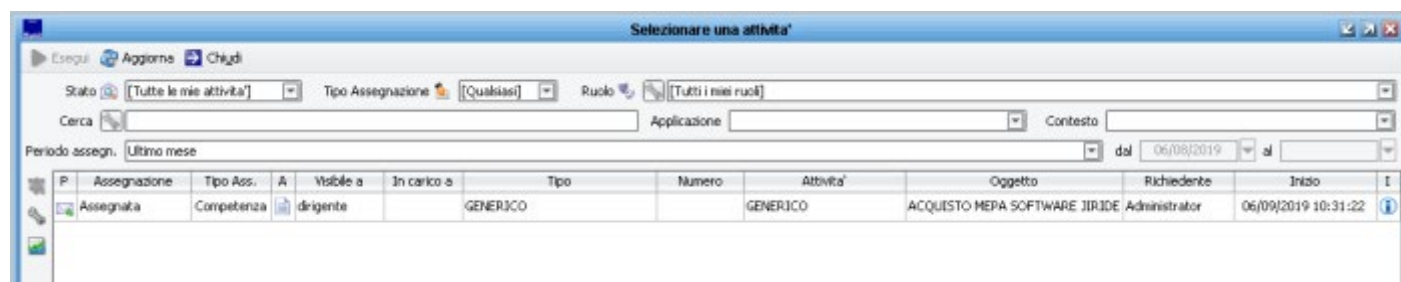 Selezionare una attivita'
Esegui Aggiorna Chiudi
Stato [Tutte le mie attivita'] Tipo Assegnazione [Qualsiasi] Ruolo [Tutti i miei ruoli]
Cerca Applicazione Contesto
Periodo assegn. Ultimo mese dal 06/08/2019 al
P Assegnazione Tipo Ass. A Visibile a In carico a Tipo Numero Attivita' Oggetto Richiedente Inizio I
Assegnata Competenza dirigente GENERICO GENERICO ACQUISTO MEPA SOFTWARE JIRIDE Administrator 06/09/2019 10:31:22